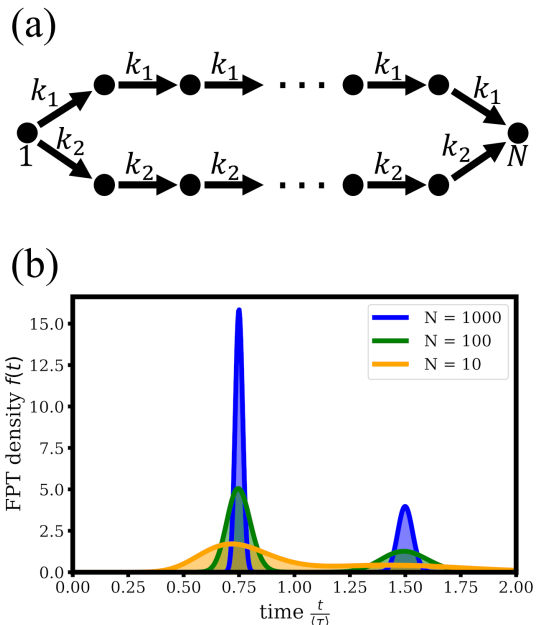 (a)
k₁ k₁ k₁ · · · k₁ k₁
1 N
k₂ k₂ k₂ · · · k₂ k₂
(b)
FPT density f(t)
15.0
12.5
10.0
7.5
5.0
2.5
0.0
N = 1000
N = 100
N = 10
0.00 0.25 0.50 0.75 1.00 1.25 1.50 1.75 2.00
time t/⟨τ⟩